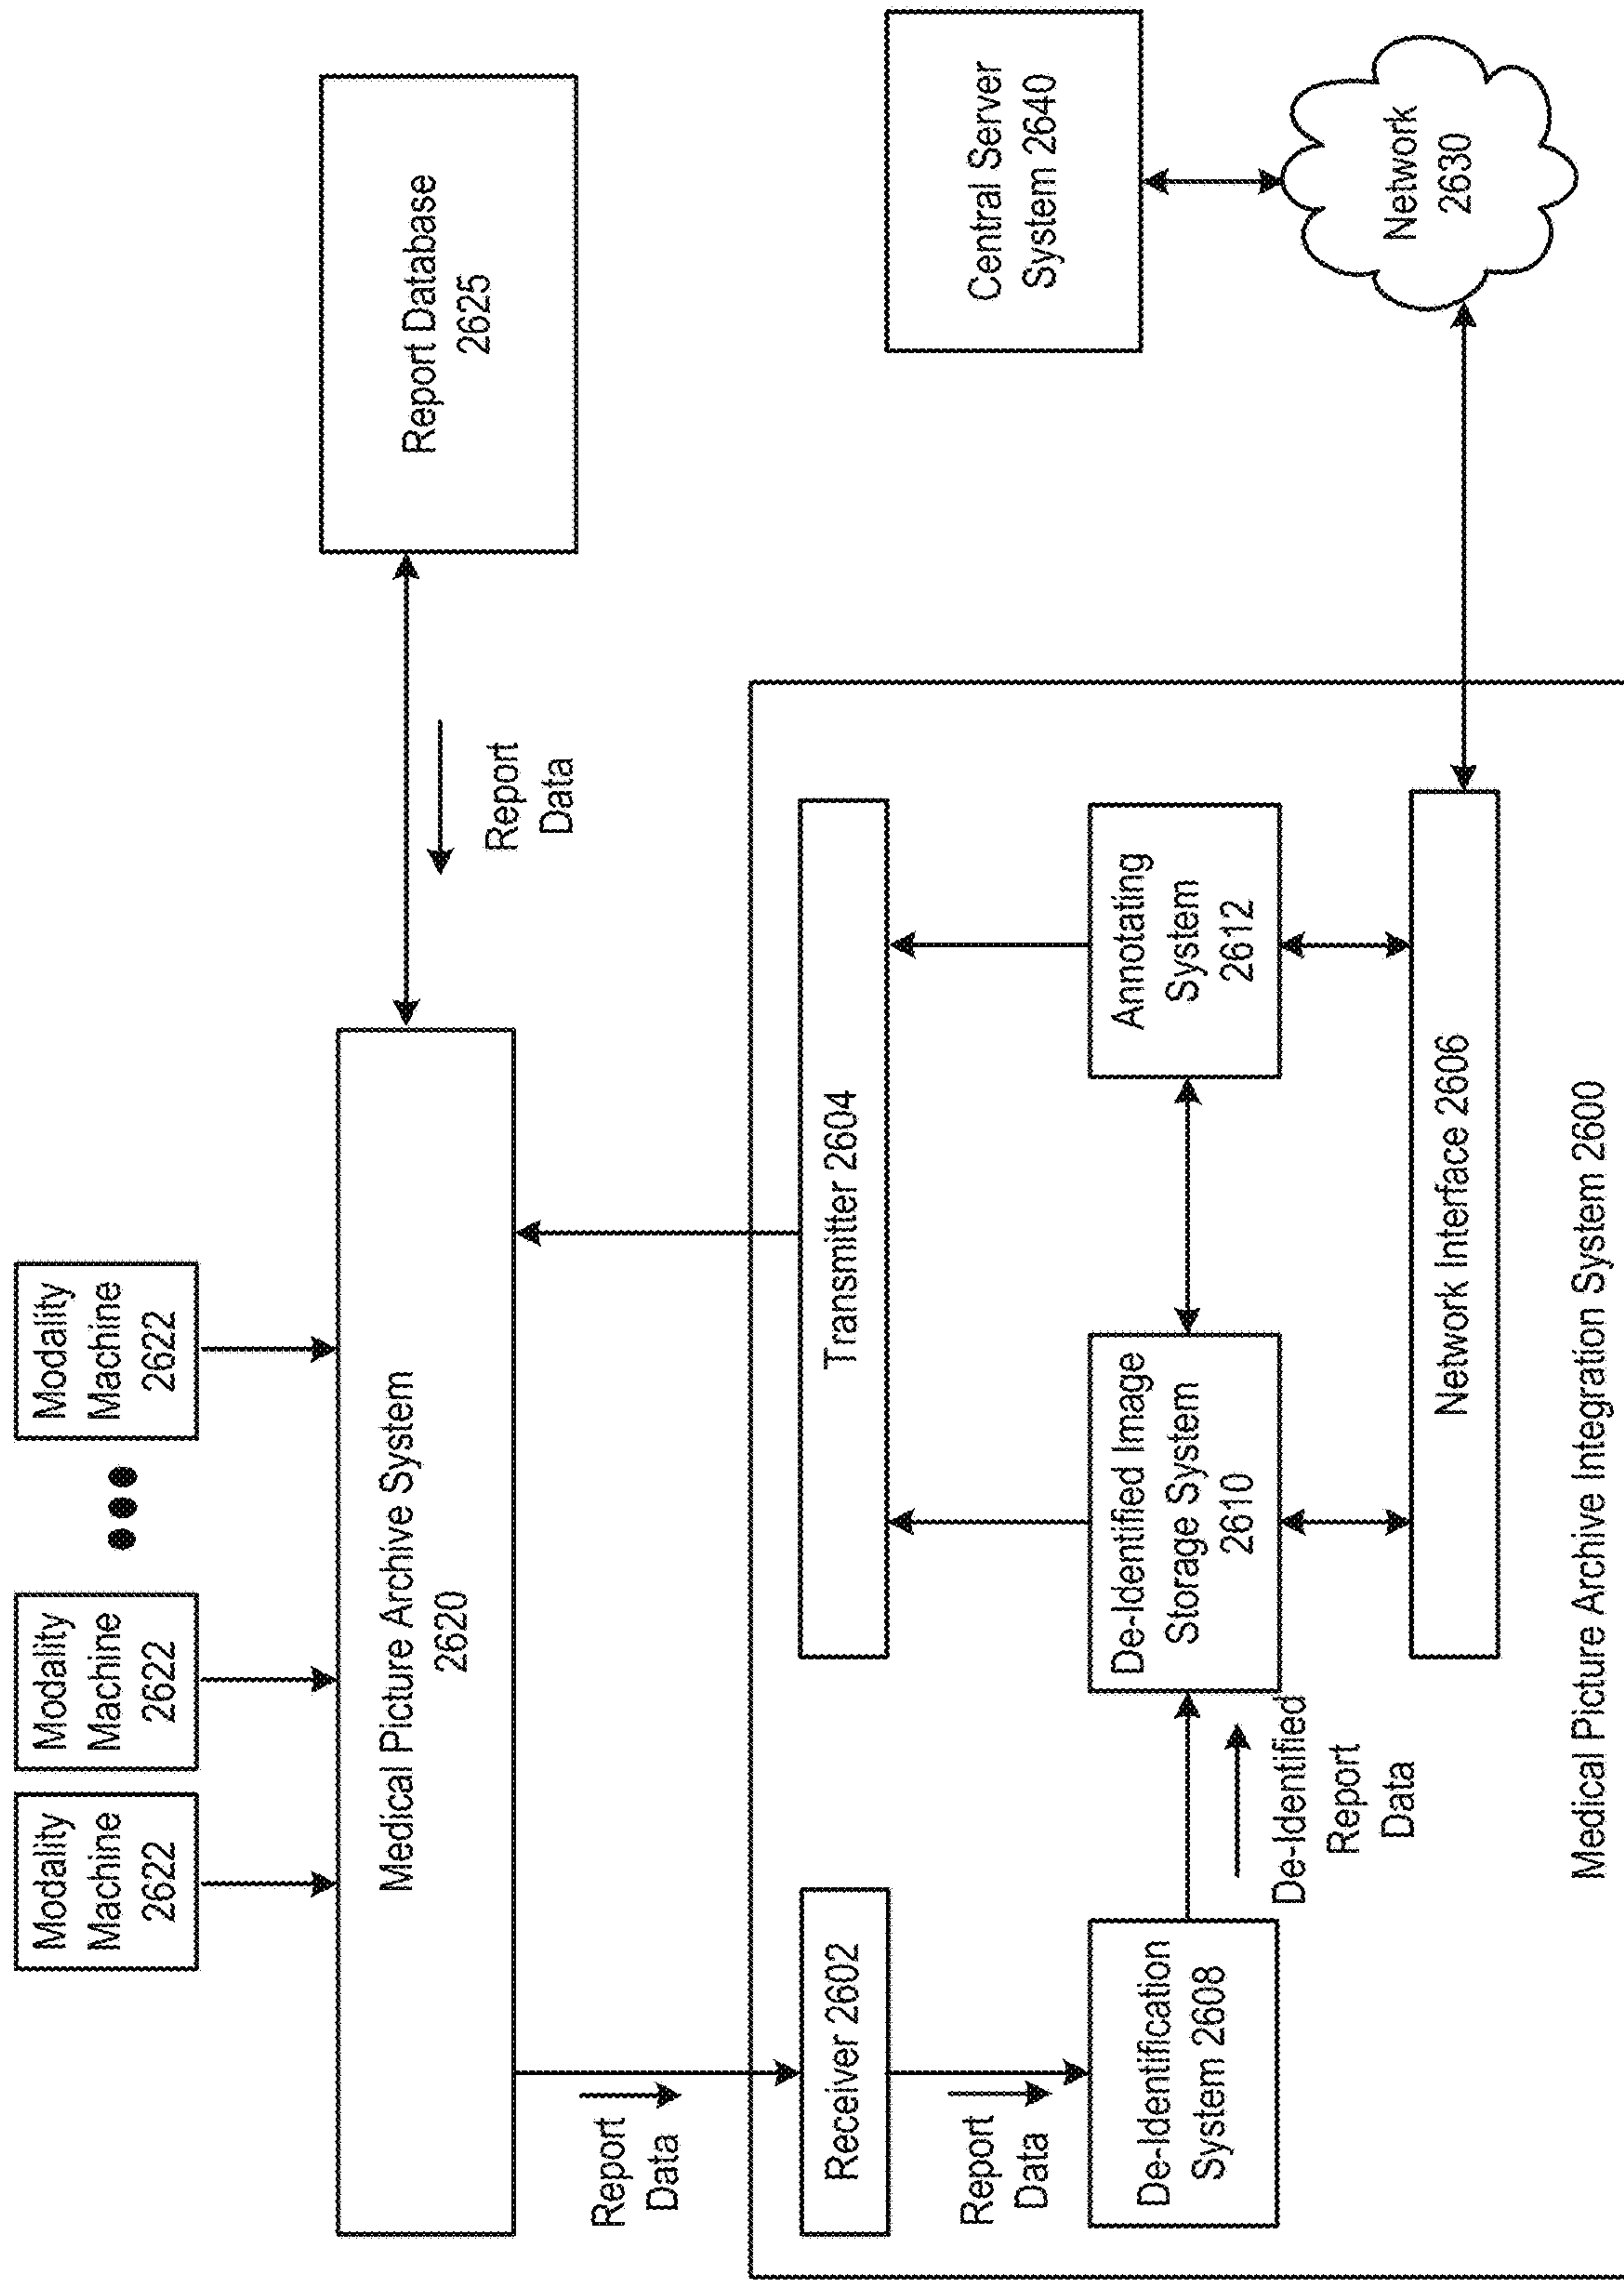 Modality
Machine
2622
Modality
Machine
2622
Modality
Machine
2622
Medical Picture Archive System
2620
Report Database
2625
Report
Data
Report
Data
Receiver 2602
Transmitter 2604
Report
Data
De-Identification
System 2608
De-Identified
Report
Data
De-Identified Image
Storage System
2610
Annotating
System
2612
Network Interface 2606
Medical Picture Archive Integration System 2600
Central Server
System 2640
Network
2630